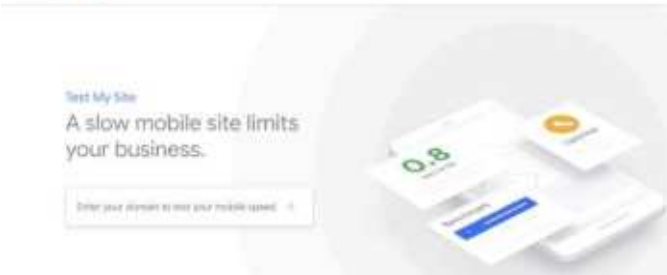 Test My Site
A slow mobile site limits
your business.
Enter your domain to test your mobile speed
0.8